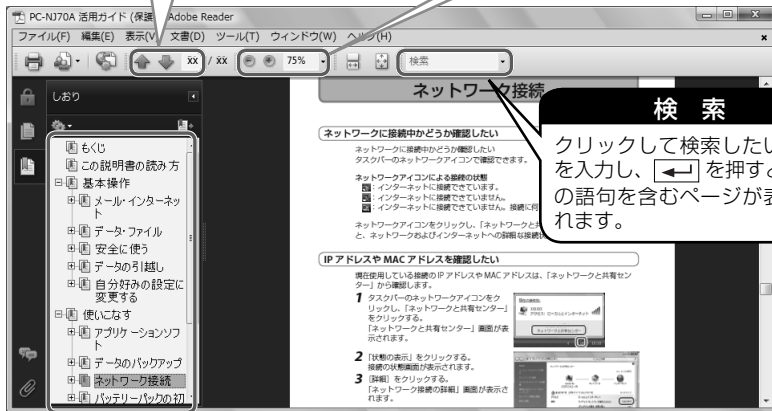 PC-NJ70A 活用ガイド (保護) Adobe Reader
ファイル(F) 編集(E) 表示(V) 文書(D) ツール(T) ウィンドウ(W) ヘルプ(H)
xx / xx 75% 検索
しおり
もくじ
この説明書の読み方
基本操作
メール・インターネッ
ト
データ・ファイル
安全に使う
データの引越し
自分好みの設定に
変更する
使いこなす
アプリケーションソフ
ト
データのバックアップ
ネットワーク接続
バッテリーパックの初
ネットワーク接続
ネットワークに接続中かどうか確認したい
ネットワークに接続中かどうか確認したい
タスクバーのネットワークアイコンで確認できます。
ネットワークアイコンによる接続の状態
：インターネットに接続できています。
：インターネットに接続できていません。
：インターネットに接続できていません。接続に何
ネットワークアイコンをクリックし、「ネットワークと共
と、ネットワークおよびインターネットへの詳細な接続
IP アドレスや MAC アドレスを確認したい
現在使用している接続の IP アドレスや MAC アドレスは、「ネットワークと共有セン
ター」から確認します。
1 タスクバーのネットワークアイコンをク
リックし、「ネットワークと共有センター」
をクリックする。
「ネットワークと共有センター」画面が表
示されます。
2 「状態の表示」をクリックする。
接続の状態画面が表示されます。
3 「詳細」をクリックする。
「ネットワーク接続の詳細」画面が表示さ
れます。
検 索
クリックして検索したい
を入力し、 を押すと
の語句を含むページが表
れます。